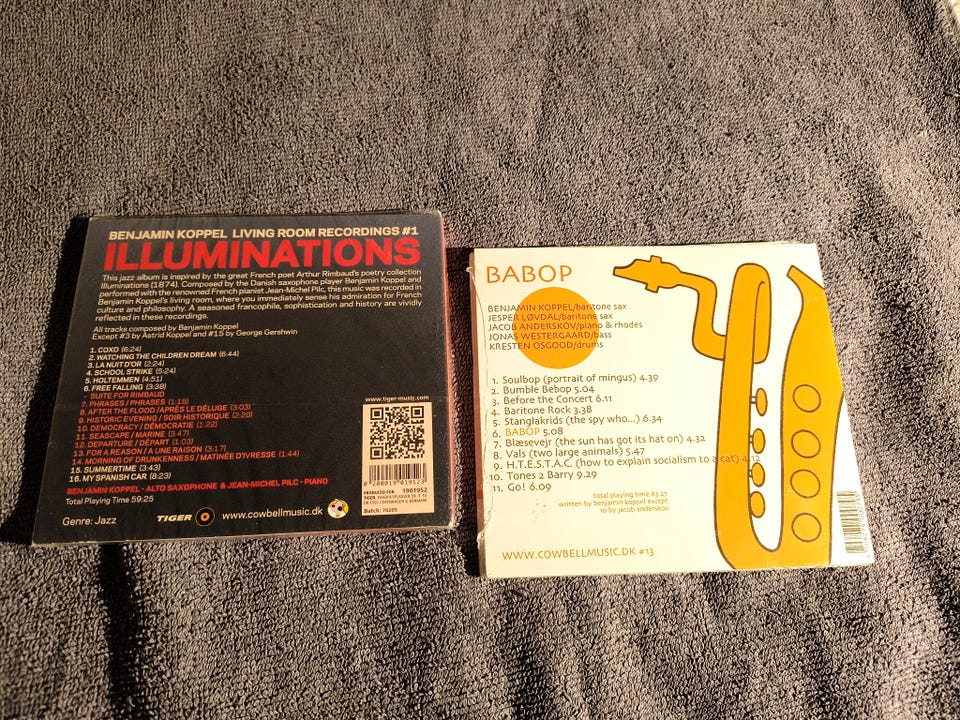 BENJAMIN KOPPEL LIVING ROOM RECORDINGS #1
ILLUMINATIONS
This jazz album is inspired by the great French poet Arthur Rimbaud's poetry collection
Illuminations (1874). Composed by the Danish saxophone player Benjamin Koppel and
performed with the renowned French pianist Jean-Michel Pilc, this music was recorded in
Benjamin Koppel's living room, where you immediately sense his admiration for French
culture and philosophy. A seasoned francophile, sophistication and history are vividly
reflected in these recordings.
All tracks composed by Benjamin Koppel
Except #3 by Astrid Koppel and #15 by George Gershwin
1. COXO (6:24)
2. WATCHING THE CHILDREN DREAM (6:44)
3. LA NUIT D'OR (2:24)
4. SCHOOL STRIKE (5:24)
5. HOLTEMMEN (4:51)
6. FREE FALLING (3:38)
- SUITE FOR RIMBAUD
7. PHRASES / PHRASES (1:18)
8. AFTER THE FLOOD / APRÈS LE DÉLUGE (3:03)
9. HISTORIC EVENING / SOIR HISTORIQUE (2:20)
10. DEMOCRACY / DÉMOCRATIE (1:22)
11. SEASCAPE / MARINE (3:47)
12. DEPARTURE / DÉPART (1:03)
13. FOR A REASON / A UNE RAISON (3:17)
14. MORNING OF DRUNKENNESS / MATINÉE D'IVRESSE (1:44)
15. SUMMERTIME (3:43)
16. MY SPANISH CAR (8:23)
BENJAMIN KOPPEL - ALTO SAXOPHONE & JEAN-MICHEL PILC - PIANO
Total Playing Time 59:25
Genre: Jazz
TIGER
www.cowbellmusic.dk
www.tiger-music.com
PRODUCED FOR: 1901952
TIGER
Batch: 70205
BABOP
BENJAMIN KOPPEL/baritone sax
JESPER LØVDAL/baritone sax
JACOB ANDERSKOV/piano & rhodes
JONAS WESTERGAARD/bass
KRESTEN OSGOOD/drums
1. Soulbop (portrait of mingus) 4.39
2. Bumble Bebop 5.04
3. Before the Concert 6.11
4. Baritone Rock 3.38
5. Stanglakrids (the spy who...) 6.34
6. BABOP 5.08
7. Blæsevejr (the sun has got its hat on) 4.32
8. Vals (two large animals) 5.47
9. H.T.E.S.T.A.C. (how to explain socialism to a cat) 4.12
10. Tones 2 Barry 9.29
11. Go! 6.09
total playing time 63.27
written by benjamin koppel except
10 by jacob anderskov
WWW.COWBELLMUSIC.DK #13